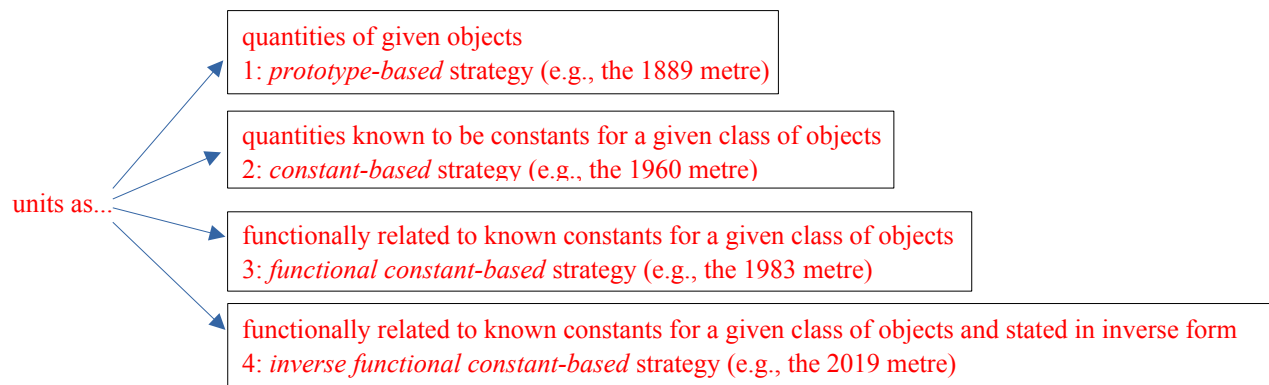 quantities of given objects
1: prototype-based strategy (e.g., the 1889 metre)
quantities known to be constants for a given class of objects
2: constant-based strategy (e.g., the 1960 metre)
units as...
functionally related to known constants for a given class of objects
3: functional constant-based strategy (e.g., the 1983 metre)
functionally related to known constants for a given class of objects and stated in inverse form
4: inverse functional constant-based strategy (e.g., the 2019 metre)